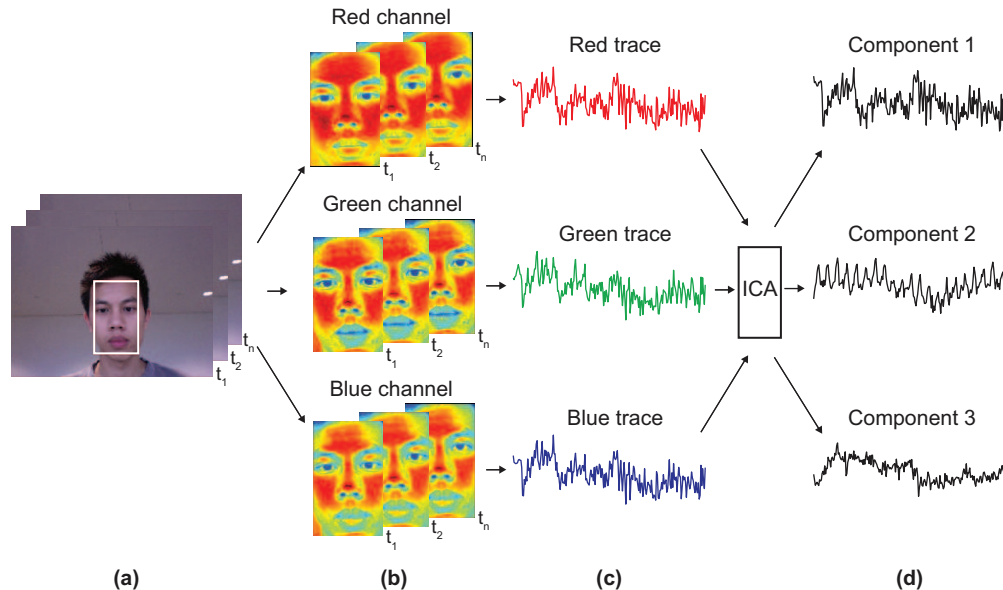 Red channel
t1
t2
tn
Red trace
Component 1
t1
t2
tn
Green channel
t1
t2
tn
Green trace
ICA
Component 2
Blue channel
t1
t2
tn
Blue trace
Component 3
(a)
(b)
(c)
(d)